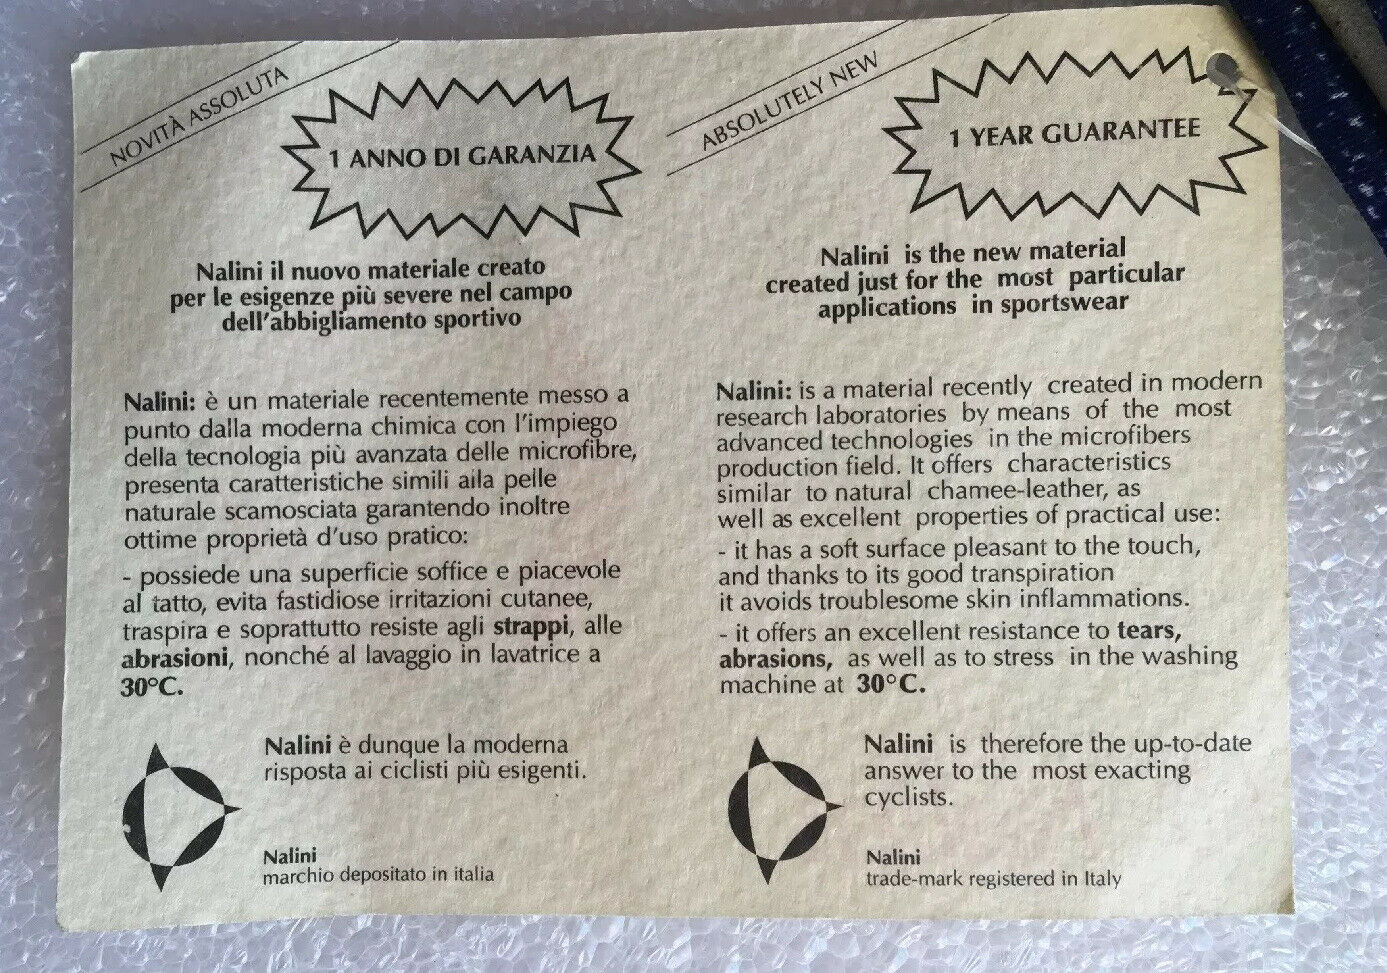 NOVITÀ ASSOLUTA
1 ANNO DI GARANZIA
Nalini il nuovo materiale creato
per le esigenze più severe nel campo
dell'abbigliamento sportivo
Nalini: è un materiale recentemente messo a
punto dalla moderna chimica con l'impiego
della tecnologia più avanzata delle microfibre,
presenta caratteristiche simili alla pelle
naturale scamosciata garantendo inoltre
ottime proprietà d'uso pratico:
- possiede una superficie soffice e piacevole
al tatto, evita fastidiose irritazioni cutanee,
traspira e soprattutto resiste agli strappi, alle
abrasioni, nonché al lavaggio in lavatrice a
30°C.
Nalini è dunque la moderna
risposta ai ciclisti più esigenti.
Nalini
marchio depositato in italia
ABSOLUTELY NEW
1 YEAR GUARANTEE
Nalini is the new material
created just for the most particular
applications in sportswear
Nalini: is a material recently created in modern
research laboratories by means of the most
advanced technologies in the microfibers
production field. It offers characteristics
similar to natural chamee-leather, as
well as excellent properties of practical use:
- it has a soft surface pleasant to the touch,
and thanks to its good transpiration
it avoids troublesome skin inflammations.
- it offers an excellent resistance to tears,
abrasions, as well as to stress in the washing
machine at 30°C.
Nalini is therefore the up-to-date
answer to the most exacting
cyclists.
Nalini
trade-mark registered in Italy